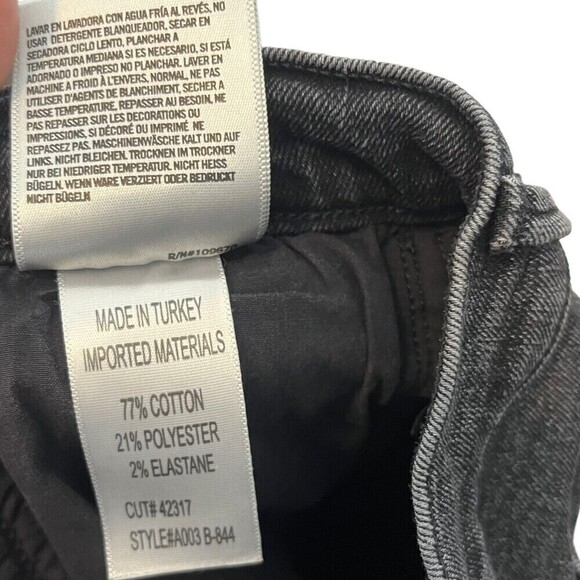 LAVAR EN LAVADORA CON AGUA FRÍA AL REVÉS, NO
USAR DETERGENTE BLANQUEADOR, SECAR EN
SECADORA CICLO LENTO, PLANCHAR A
TEMPERATURA MEDIANA SI ES NECESARIO, SI ESTÁ
ADORNADO O IMPRESO NO PLANCHAR. LAVER EN
MACHINE A FROID À L'ENVERS, NORMAL, NE PAS
UTILISER D'AGENTS DE BLANCHIMENT, SECHER A
BASSE TEMPERATURE, REPASSER AU BESOIN, NE
PAS REPASSER SUR LES DÉCORATIONS OU
IMPRESSIONS, SI DÉCORÉ OU IMPRIMÉ NE
REPASSEZ PAS. MASCHINENWÄSCHE KALT UND AUF
LINKS. NICHT BLEICHEN. TROCKNEN IM TROCKNER
NUR BEI NIEDRIGER TEMPERATUR. NICHT HEISS
BÜGELN. WENN WARE VERZIERT ODER BEDRUCKT
NICHT BÜGELN
MADE IN TURKEY
IMPORTED MATERIALS
77% COTTON
21% POLYESTER
2% ELASTANE
CUT# 42317
STYLE#A003 B-844